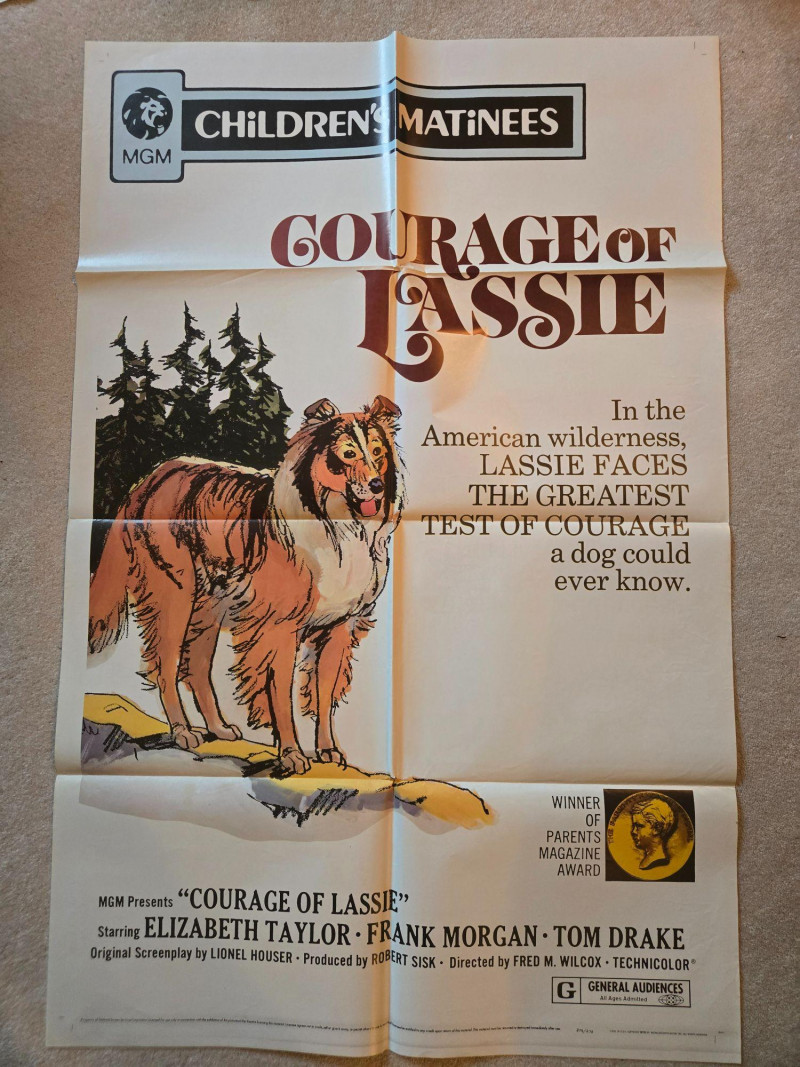 MGM
CHiLDREN'S MATiNEES
COURAGE OF
LASSIE
In the
American wilderness,
LASSIE FACES
THE GREATEST
TEST OF COURAGE
a dog could
ever know.
WINNER
OF
PARENTS
MAGAZINE
AWARD
MGM Presents “COURAGE OF LASSIE”
Starring ELIZABETH TAYLOR · FRANK MORGAN · TOM DRAKE
Original Screenplay by LIONEL HOUSER · Produced by ROBERT SISK · Directed by FRED M. WILCOX · TECHNICOLOR®
G GENERAL AUDIENCES
All Ages Admitted